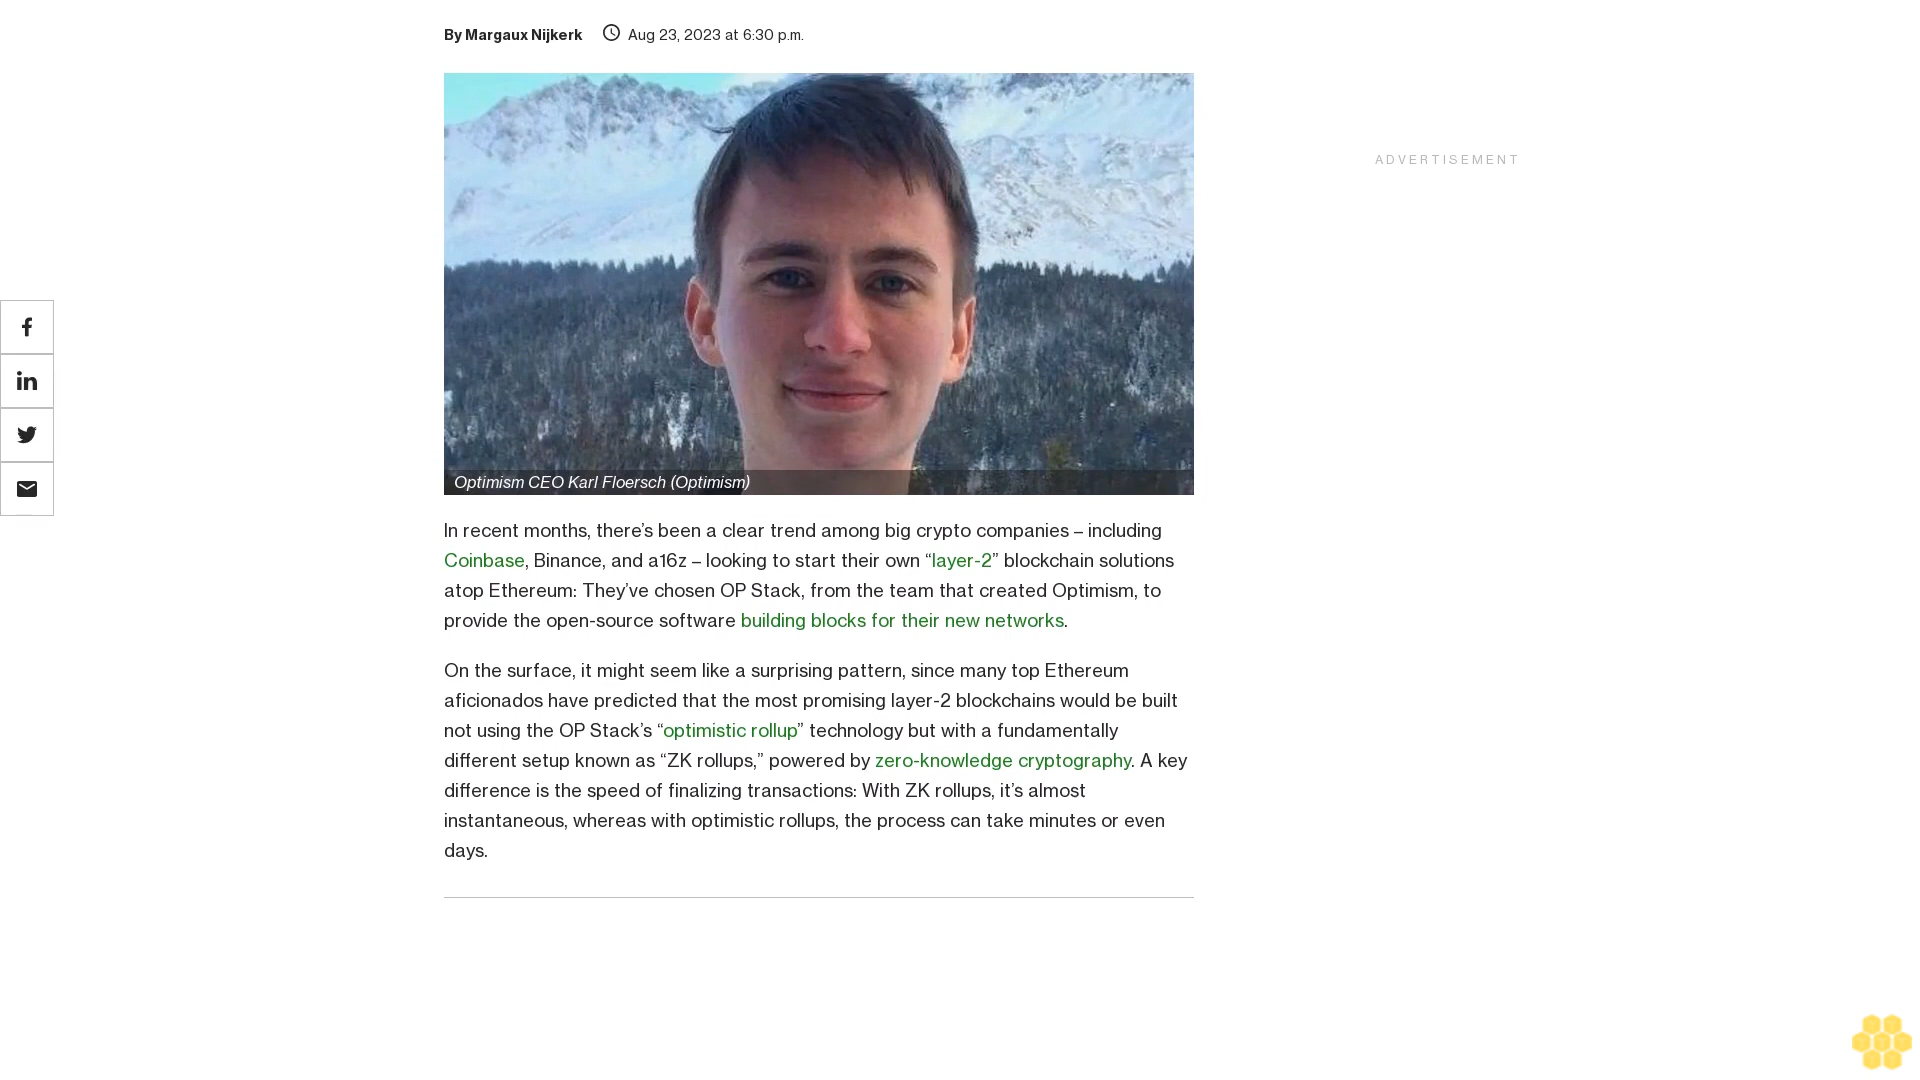 By Margaux Nijkerk Aug 23, 2023 at 6:30 p.m.
ADVERTISEMENT
Optimism CEO Karl Floersch (Optimism)
In recent months, there’s been a clear trend among big crypto companies – including
Coinbase, Binance, and a16z – looking to start their own “layer-2” blockchain solutions
atop Ethereum: They’ve chosen OP Stack, from the team that created Optimism, to
provide the open-source software building blocks for their new networks.
On the surface, it might seem like a surprising pattern, since many top Ethereum
aficionados have predicted that the most promising layer-2 blockchains would be built
not using the OP Stack’s “optimistic rollup” technology but with a fundamentally
different setup known as “ZK rollups,” powered by zero-knowledge cryptography. A key
difference is the speed of finalizing transactions: With ZK rollups, it’s almost
instantaneous, whereas with optimistic rollups, the process can take minutes or even
days.